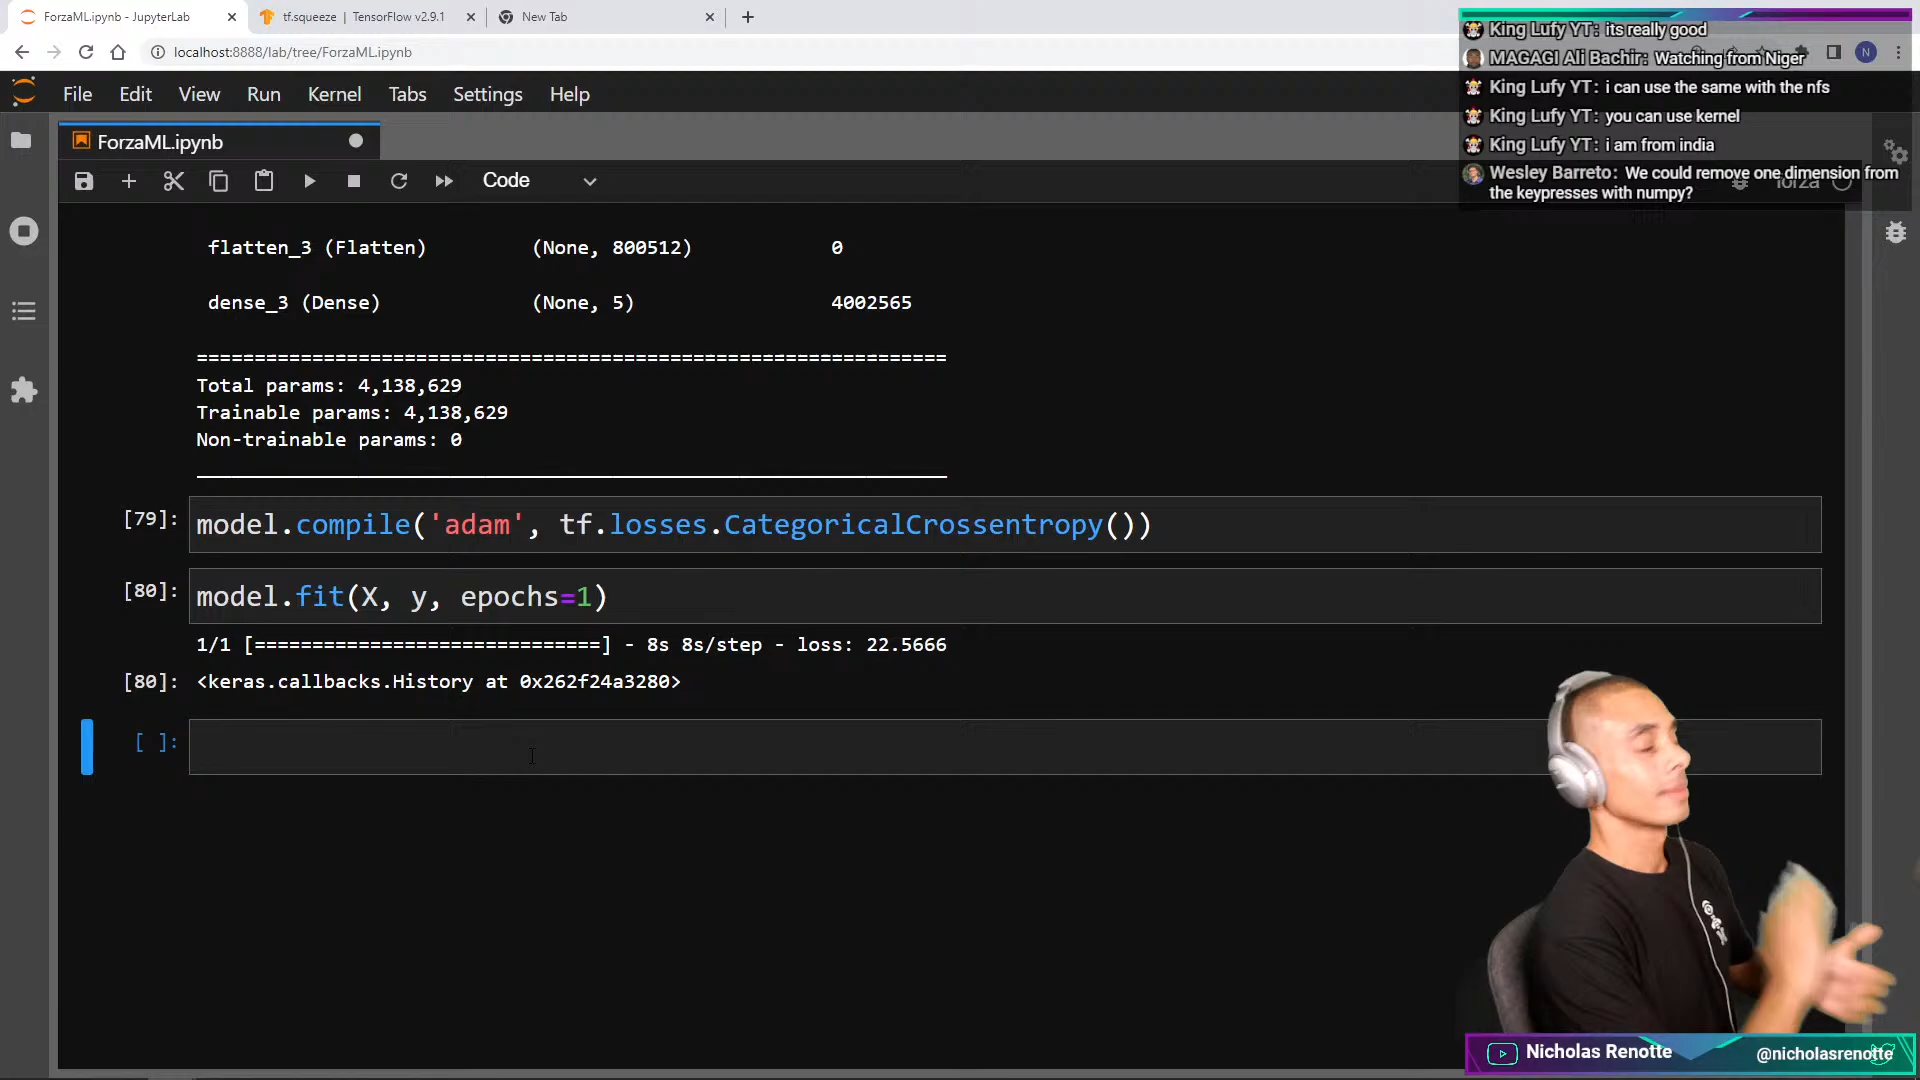 ForzaML.ipynb - JupyterLab
tf.squeeze | TensorFlow v2.9.1
New Tab
localhost:8888/lab/tree/ForzaML.ipynb
N
File Edit View Run Kernel Tabs Settings Help
ForzaML.ipynb
Code
forza
King Lufy YT: its really good
MAGAGI Ali Bachir: Watching from Niger
King Lufy YT: i can use the same with the nfs
King Lufy YT: you can use kernel
King Lufy YT: i am from india
Wesley Barreto: We could remove one dimension from
the keypresses with numpy?
flatten_3 (Flatten) (None, 800512) 0
dense_3 (Dense) (None, 5) 4002565
=================================================================
Total params: 4,138,629
Trainable params: 4,138,629
Non-trainable params: 0
[79]: model.compile('adam', tf.losses.CategoricalCrossentropy())
[80]: model.fit(X, y, epochs=1)
1/1 [==============================] - 8s 8s/step - loss: 22.5666
[80]: <keras.callbacks.History at 0x262f24a3280>
[ ]:
Nicholas Renotte @nicholasrenotte